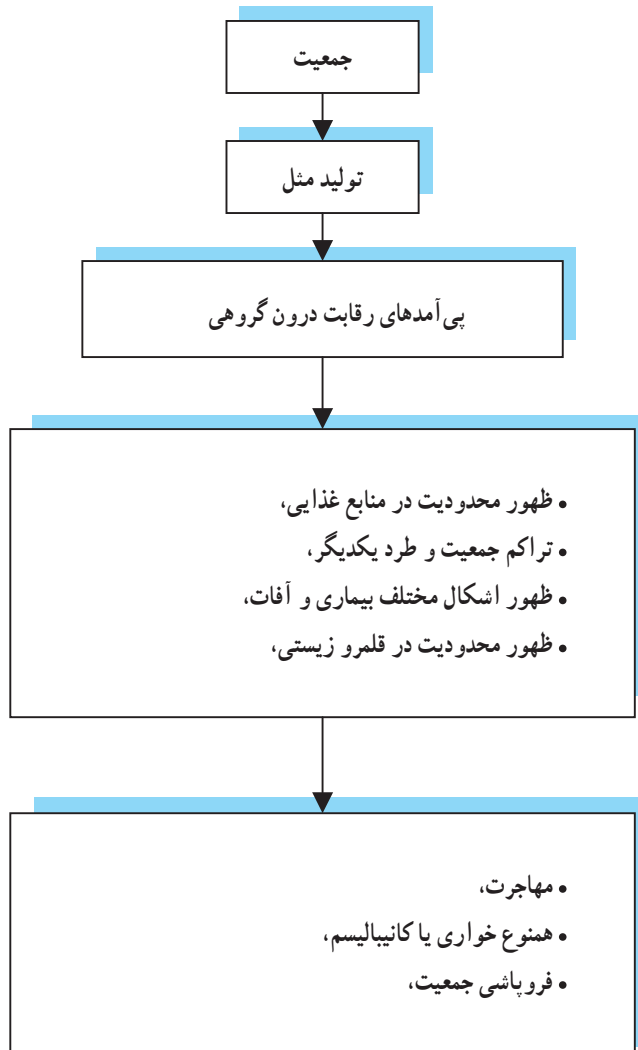 جمعیت
تولید مثل
پی‌آمدهای رقابت درون گروهی
• ظهور محدودیت در منابع غذایی،
• تراکم جمعیت و طرد یکدیگر،
• ظهور اشکال مختلف بیماری و آفات،
• ظهور محدودیت در قلمرو زیستی،
• مهاجرت،
• همنوع خواری یا کانیبالیسم،
• فروپاشی جمعیت،